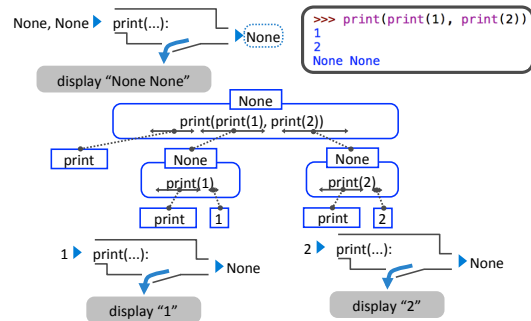 None, None
print(...):
None
display “None None”
>>> print(print(1), print(2))
1
2
None None
None
print(print(1), print(2))
print
None
None
print(1)
print(2)
print
1
print
2
1
print(...):
None
display “1”
2
print(...):
None
display “2”